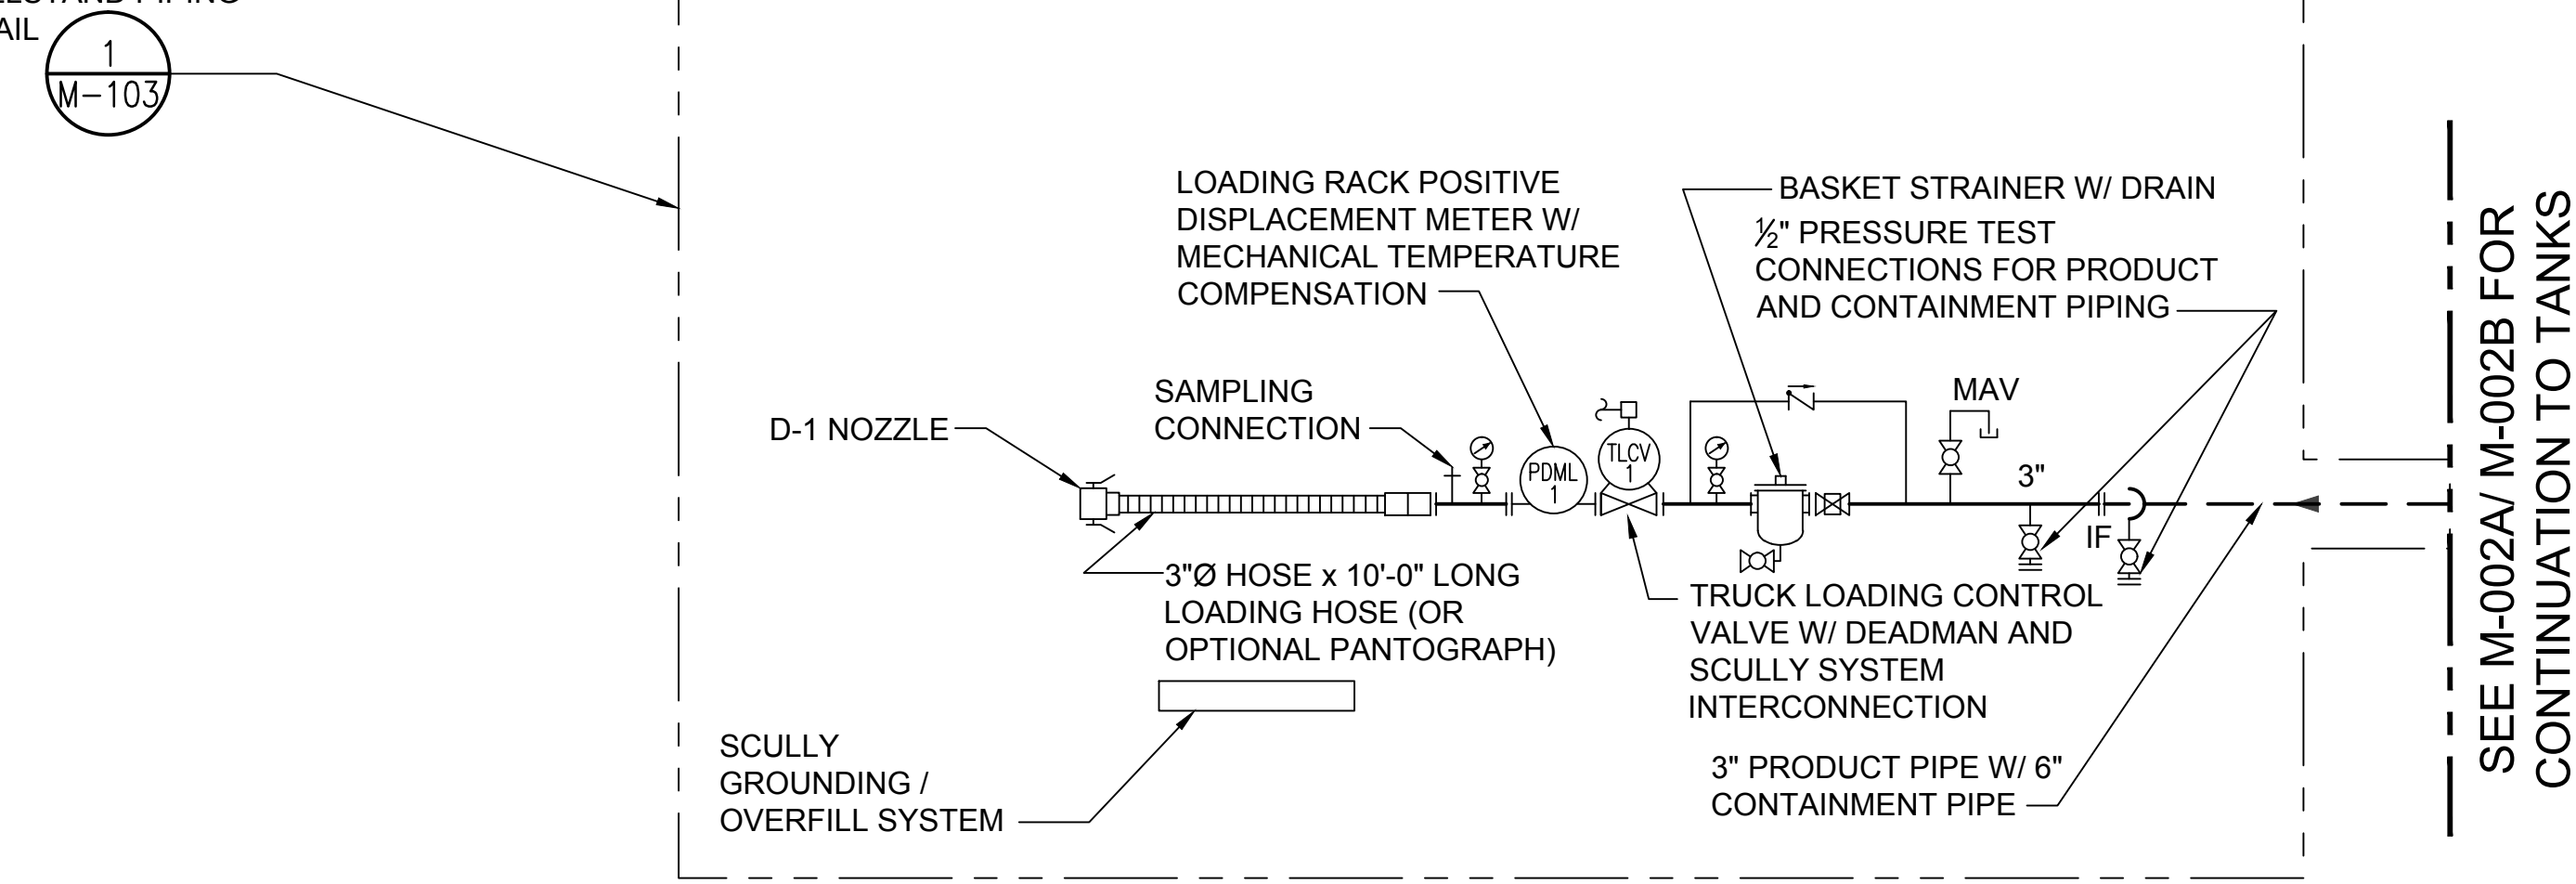 1
M-103
LOADING RACK POSITIVE
DISPLACEMENT METER W/
MECHANICAL TEMPERATURE
COMPENSATION
BASKET STRAINER W/ DRAIN
½" PRESSURE TEST
CONNECTIONS FOR PRODUCT
AND CONTAINMENT PIPING
SAMPLING
CONNECTION
D-1 NOZZLE
MAV
PDML
1
TLCV
1
3"
IF
3"Ø HOSE x 10'-0" LONG
LOADING HOSE (OR
OPTIONAL PANTOGRAPH)
TRUCK LOADING CONTROL
VALVE W/ DEADMAN AND
SCULLY SYSTEM
INTERCONNECTION
SCULLY
GROUNDING /
OVERFILL SYSTEM
3" PRODUCT PIPE W/ 6"
CONTAINMENT PIPE
SEE M-002A/ M-002B FOR
CONTINUATION TO TANKS